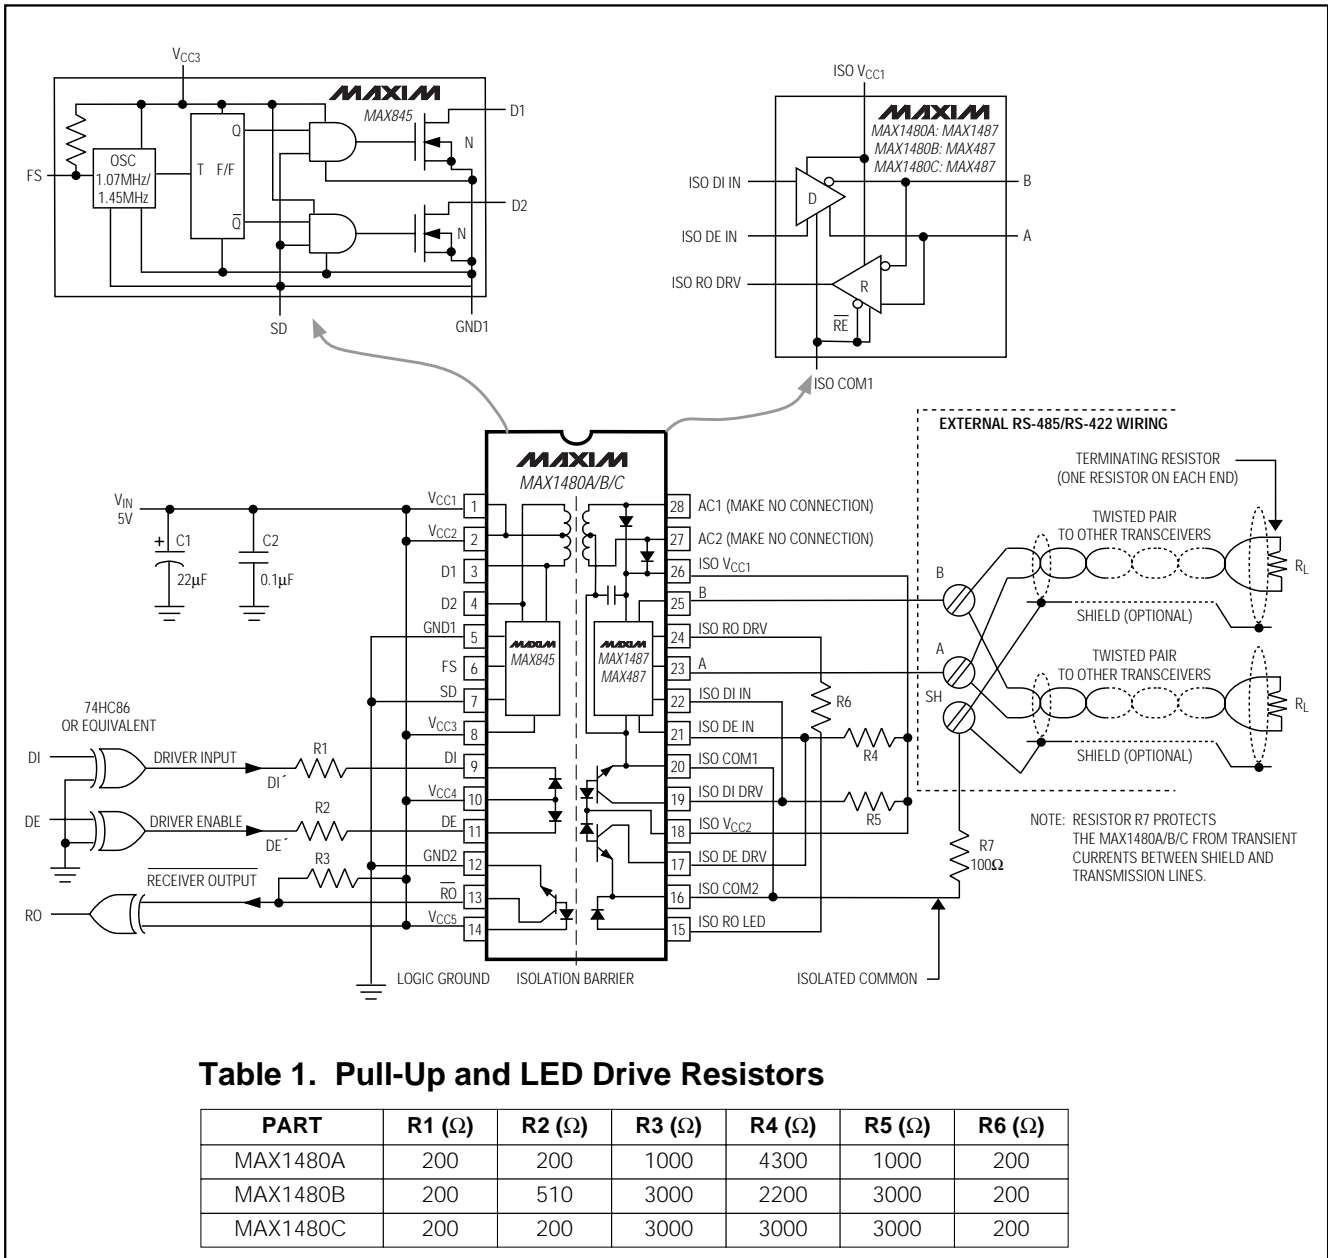 VCC3
MAXIM
MAX845
D1
Q
N
OSC
1.07MHz/
1.45MHz
FS
T F/F
Q̅
D2
N
SD
GND1
ISO VCC1
MAXIM
MAX1480A: MAX1487
MAX1480B: MAX487
MAX1480C: MAX487
ISO DI IN
D
B
ISO DE IN
A
ISO RO DRV
R
R̅E̅
ISO COM1
VIN
5V
+
C1
22μF
C2
0.1μF
MAXIM
MAX1480A/B/C
VCC1
1
VCC2
2
D1
3
D2
4
GND1
5
FS
6
SD
7
VCC3
8
DI
9
VCC4
10
DE
11
GND2
12
R̅O̅
13
VCC5
14
MAXIM
MAX845
MAXIM
MAX1487
MAX487
28 AC1 (MAKE NO CONNECTION)
27 AC2 (MAKE NO CONNECTION)
26 ISO VCC1
25 B
24 ISO RO DRV
23 A
22 ISO DI IN
21 ISO DE IN
20 ISO COM1
19 ISO DI DRV
18 ISO VCC2
17 ISO DE DRV
16 ISO COM2
15 ISO RO LED
R6
R4
R5
74HC86
OR EQUIVALENT
DI
DRIVER INPUT
DI´
R1
DE
DRIVER ENABLE
DE´
R2
R3
R̅E̅C̅E̅I̅V̅E̅R̅ O̅U̅T̅P̅U̅T̅
RO
LOGIC GROUND
ISOLATION BARRIER
ISOLATED COMMON
EXTERNAL RS-485/RS-422 WIRING
TERMINATING RESISTOR
(ONE RESISTOR ON EACH END)
TWISTED PAIR
TO OTHER TRANSCEIVERS
B
RL
SHIELD (OPTIONAL)
A
TWISTED PAIR
TO OTHER TRANSCEIVERS
SH
RL
SHIELD (OPTIONAL)
R7
100Ω
NOTE: RESISTOR R7 PROTECTS
THE MAX1480A/B/C FROM TRANSIENT
CURRENTS BETWEEN SHIELD AND
TRANSMISSION LINES.
Table 1. Pull-Up and LED Drive Resistors
PART R1 (Ω) R2 (Ω) R3 (Ω) R4 (Ω) R5 (Ω) R6 (Ω)
MAX1480A 200 200 1000 4300 1000 200
MAX1480B 200 510 3000 2200 3000 200
MAX1480C 200 200 3000 3000 3000 200